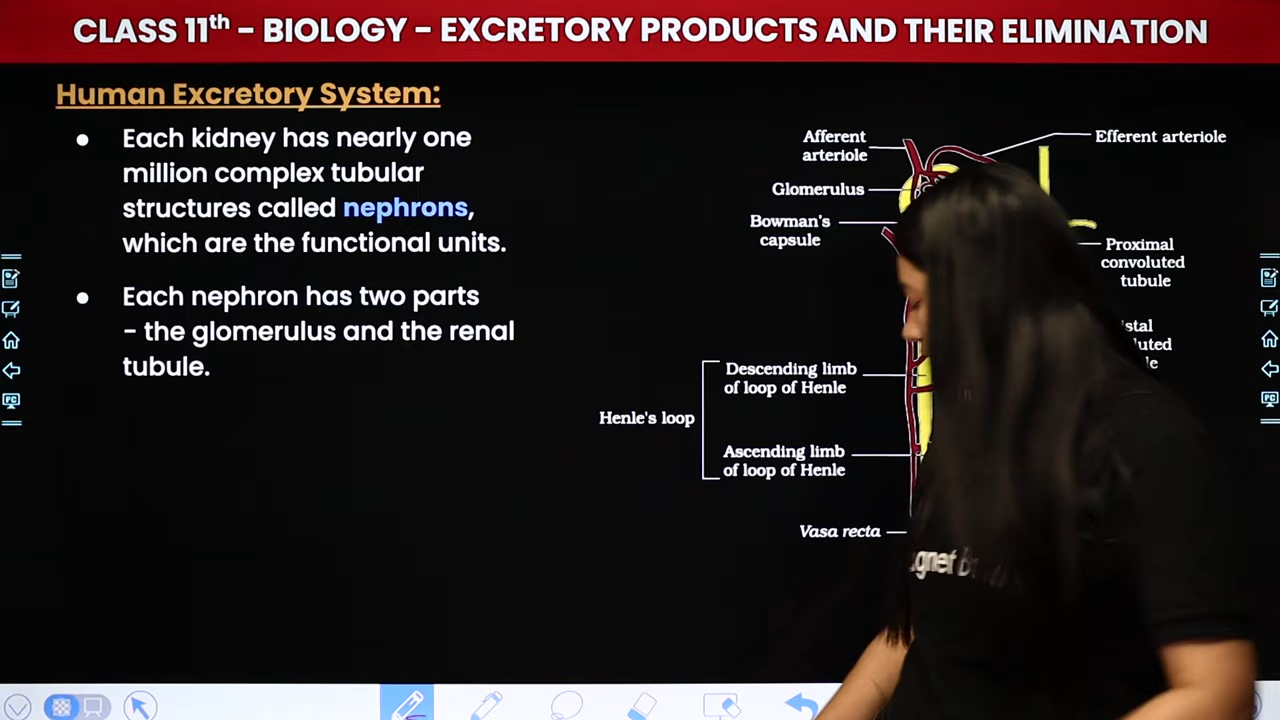 CLASS 11th - BIOLOGY - EXCRETORY PRODUCTS AND THEIR ELIMINATION
Human Excretory System:
● Each kidney has nearly one
million complex tubular
structures called nephrons,
which are the functional units.
● Each nephron has two parts
- the glomerulus and the renal
tubule.
Afferent
arteriole
Efferent arteriole
Glomerulus
Bowman's
capsule
Proximal
convoluted
tubule
Descending limb
of loop of Henle
Henle's loop
Ascending limb
of loop of Henle
Vasa recta
PC
PC